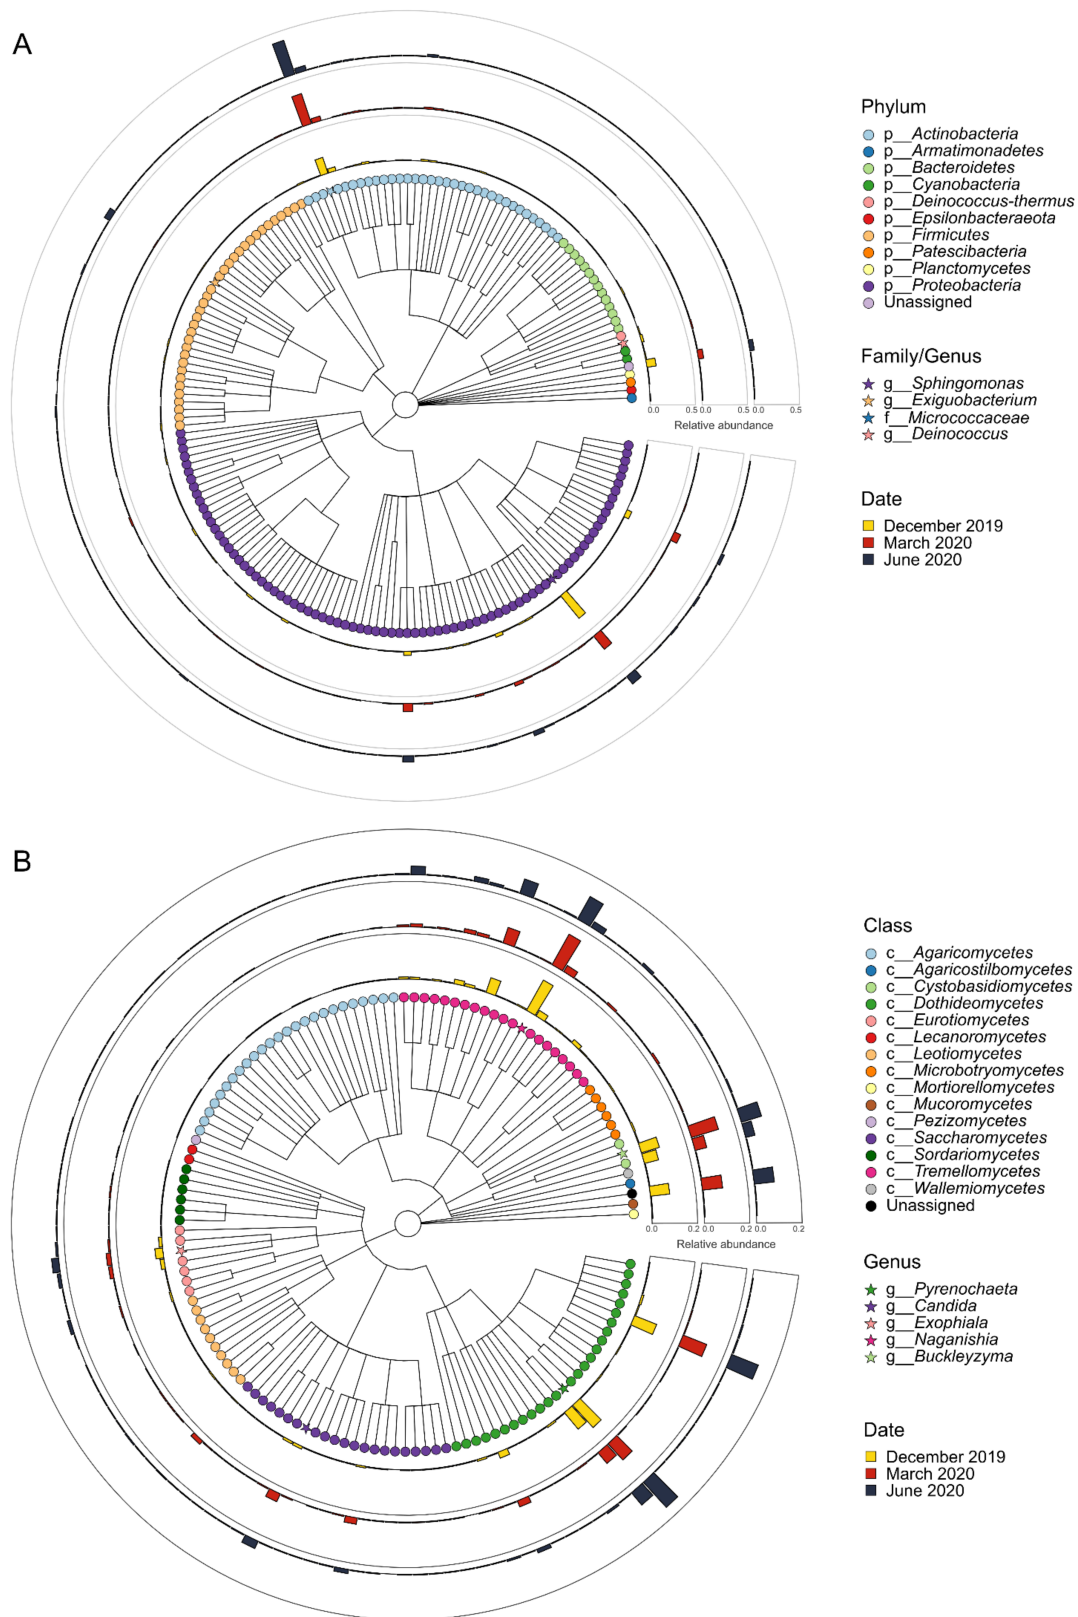 A
Phylum
p__Actinobacteria
p__Armatimonadetes
p__Bacteroidetes
p__Cyanobacteria
p__Deinococcus-thermus
p__Epsilonbacteraeota
p__Firmicutes
p__Patescibacteria
p__Planctomycetes
p__Proteobacteria
Unassigned
Family/Genus
g__Sphingomonas
g__Exiguobacterium
f__Micrococcaceae
g__Deinococcus
0.0 0.5 0.0 0.5 0.0 0.5
Relative abundance
Date
December 2019
March 2020
June 2020
B
Class
c__Agaricomycetes
c__Agaricostilbomycetes
c__Cystobasidiomycetes
c__Dothideomycetes
c__Eurotiomycetes
c__Lecanoromycetes
c__Leotiomycetes
c__Microbotryomycetes
c__Mortiorellomycetes
c__Mucoromycetes
c__Pezizomycetes
c__Saccharomycetes
c__Sordariomycetes
c__Tremellomycetes
c__Wallemiomycetes
Unassigned
0.0 0.2 0.0 0.2 0.0 0.2
Relative abundance
Genus
g__Pyrenochaeta
g__Candida
g__Exophiala
g__Naganishia
g__Buckleyzyma
Date
December 2019
March 2020
June 2020